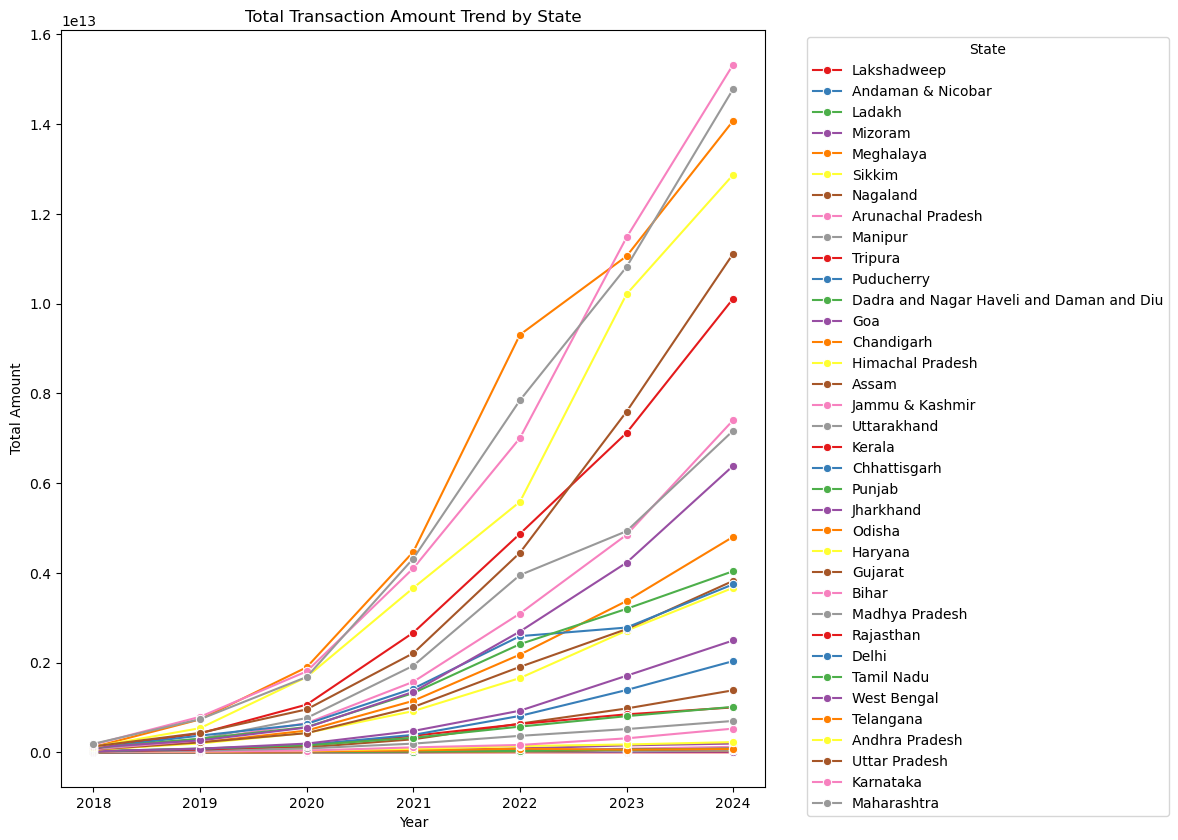 Total Transaction Amount Trend by State
1e13
1.6
1.4
1.2
1.0
0.8
0.6
0.4
0.2
0.0
Total Amount
2018 2019 2020 2021 2022 2023 2024
Year
State
Lakshadweep
Andaman & Nicobar
Ladakh
Mizoram
Meghalaya
Sikkim
Nagaland
Arunachal Pradesh
Manipur
Tripura
Puducherry
Dadra and Nagar Haveli and Daman and Diu
Goa
Chandigarh
Himachal Pradesh
Assam
Jammu & Kashmir
Uttarakhand
Kerala
Chhattisgarh
Punjab
Jharkhand
Odisha
Haryana
Gujarat
Bihar
Madhya Pradesh
Rajasthan
Delhi
Tamil Nadu
West Bengal
Telangana
Andhra Pradesh
Uttar Pradesh
Karnataka
Maharashtra